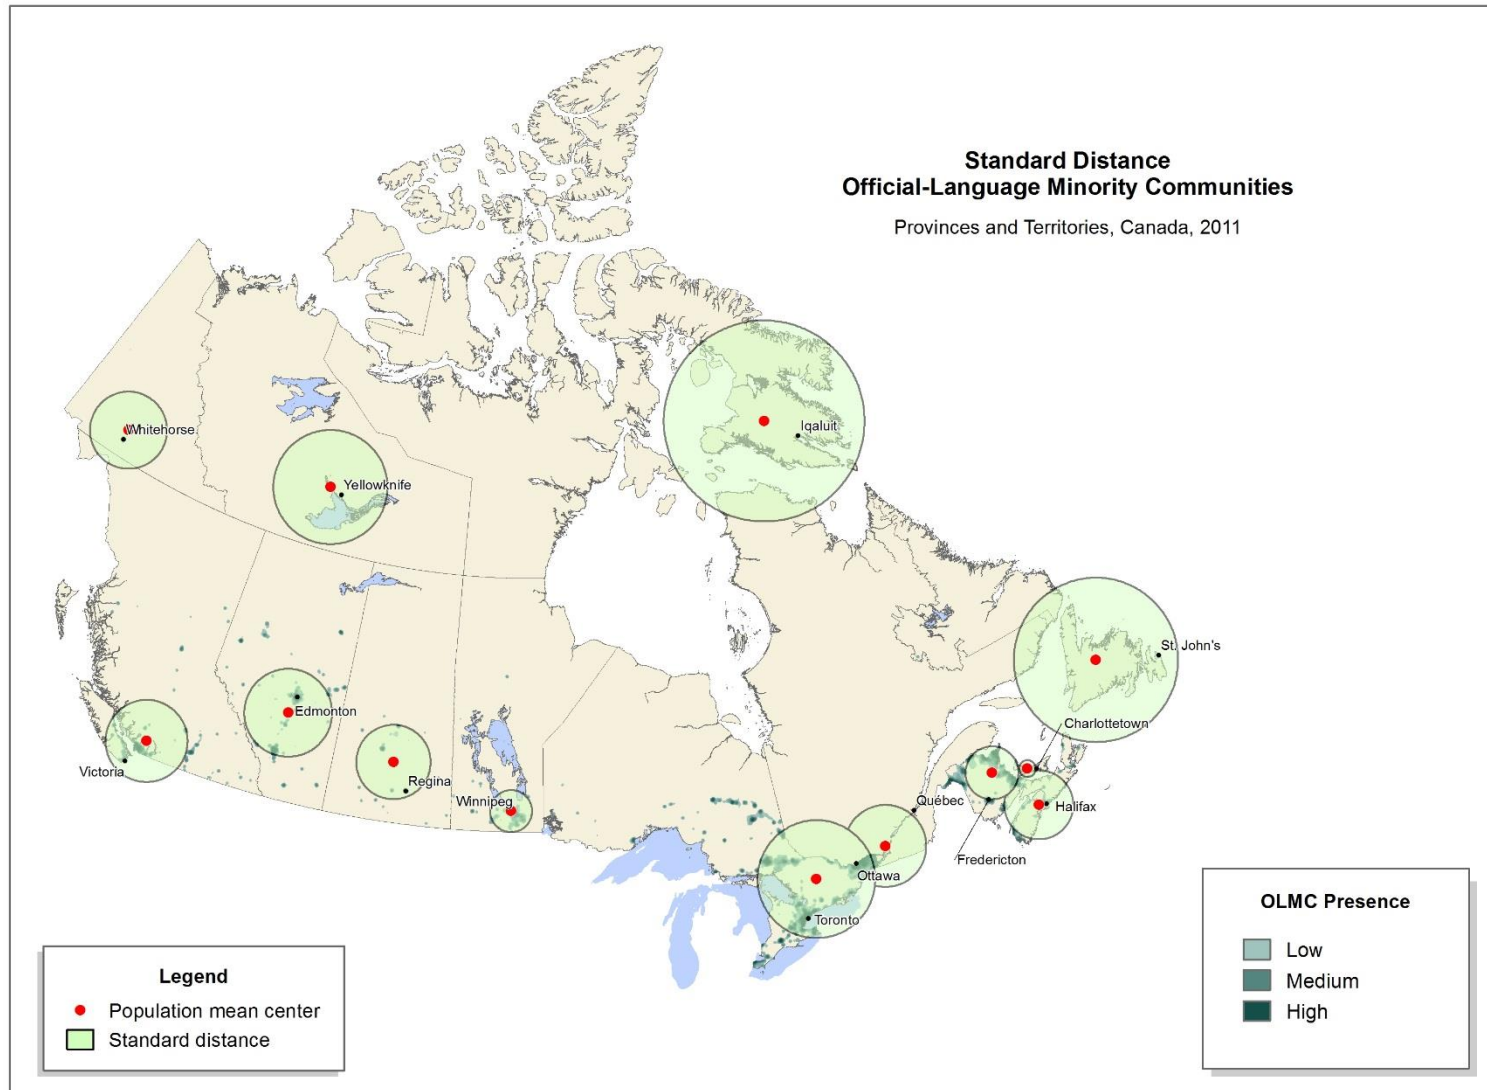 Standard Distance
Official-Language Minority Communities
Provinces and Territories, Canada, 2011
Whitehorse
Iqaluit
Yellowknife
St. John's
Edmonton
Charlottetown
Victoria
Regina
Winnipeg
Québec
Halifax
Fredericton
Ottawa
Toronto
Legend
Population mean center
Standard distance
OLMC Presence
Low
Medium
High